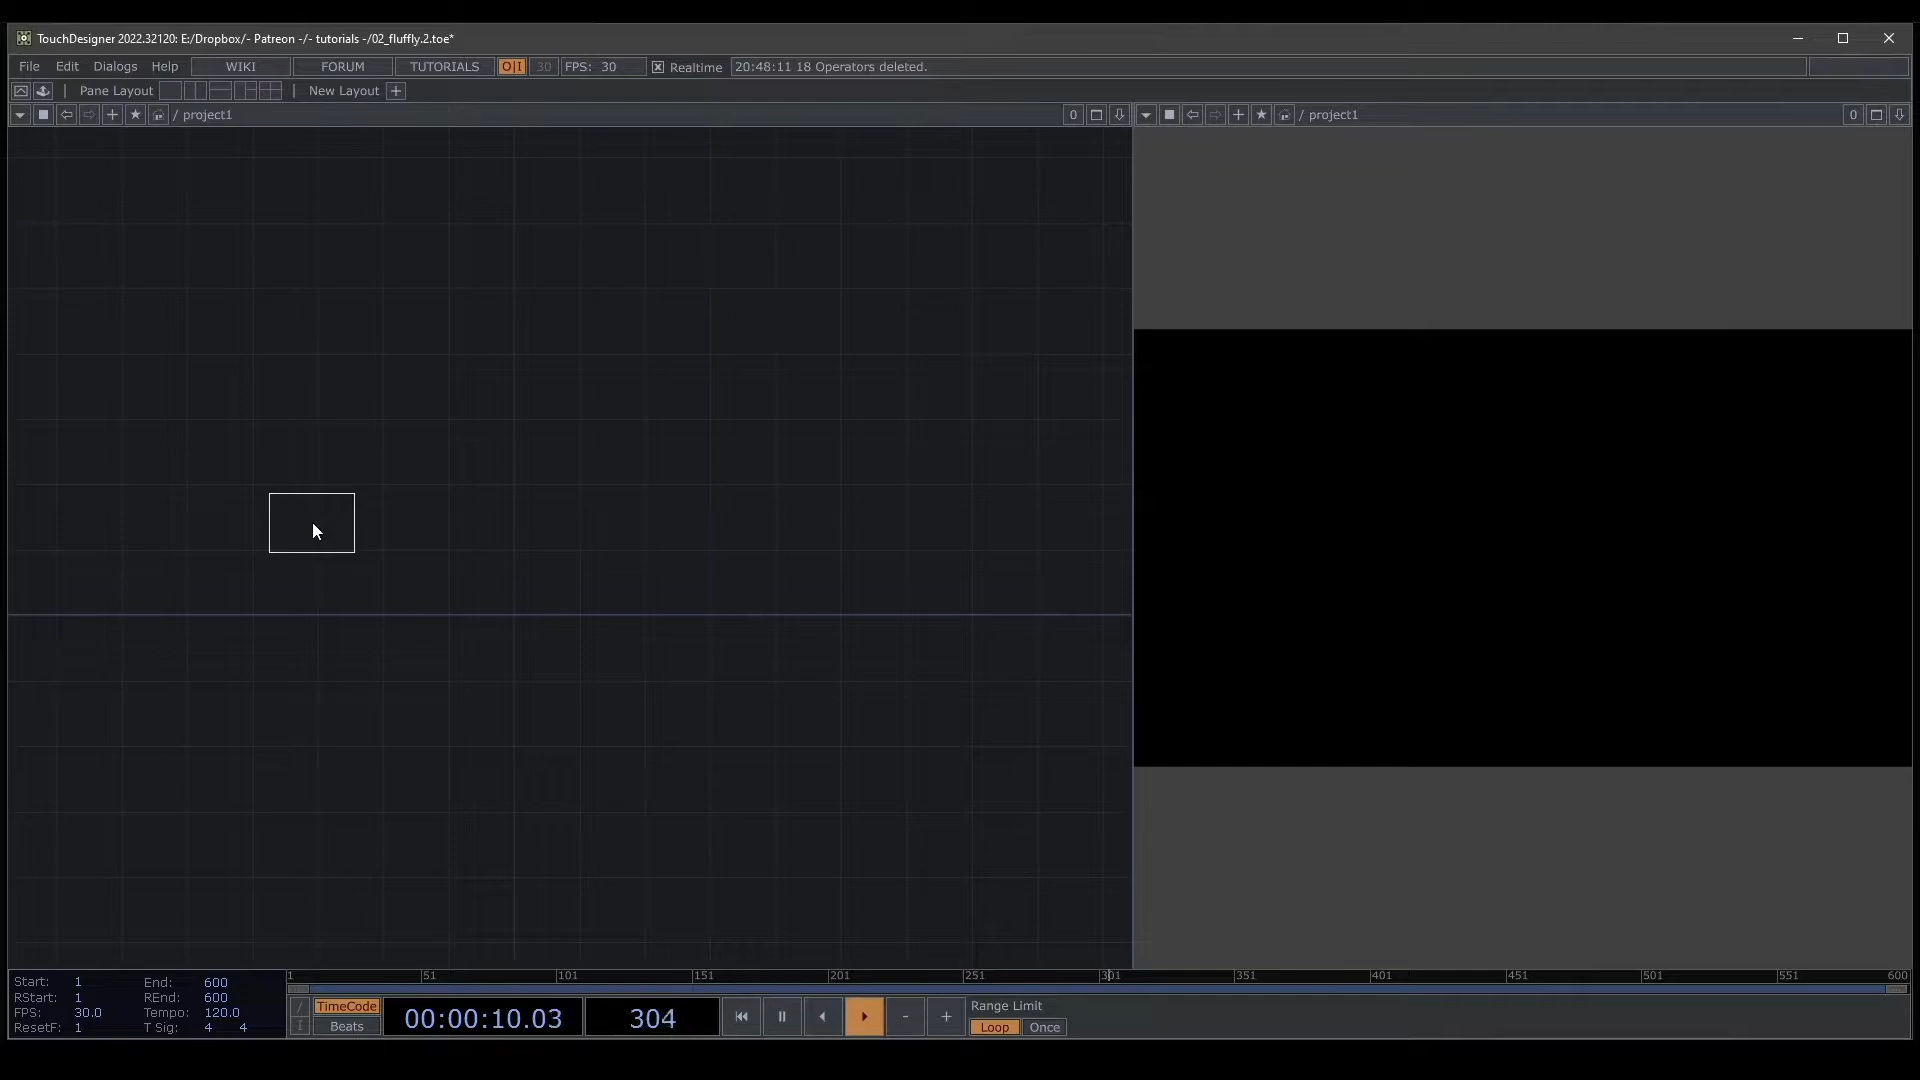 TouchDesigner 2022.32120: E:/Dropbox/- Patreon -/- tutorials -/02_fluffly.2.toe*
File Edit Dialogs Help WIKI FORUM TUTORIALS O|I 30 FPS: 30 Realtime 20:48:11 18 Operators deleted.
Pane Layout New Layout +
/ project1 0 / project1 0
1 51 101 151 201 251 301 351 401 451 501 551 600
Start: 1 End: 600
RStart: 1 REnd: 600
FPS: 30.0 Tempo: 120.0
ResetF: 1 T Sig: 4 4
TimeCode
Beats
00:00:10.03 304 - +
Range Limit
Loop Once